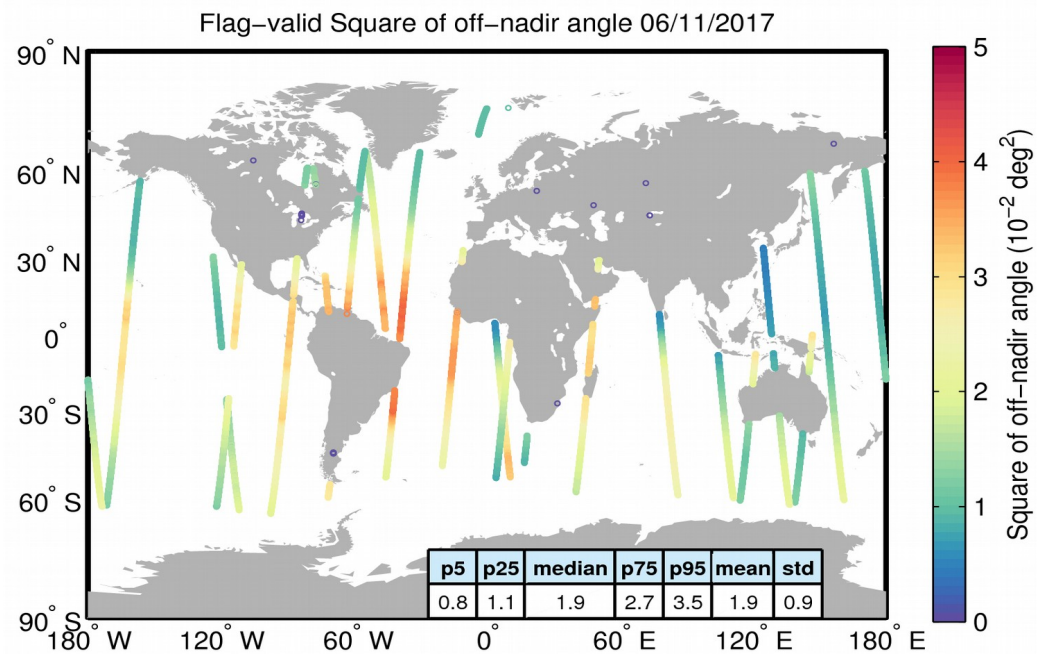 Flag−valid Square of off−nadir angle 06/11/2017
90° N
60° N
30° N
0°
30° S
60° S
90° S
180° W
120° W
60° W
0°
60° E
120° E
180° E
p5 p25 median p75 p95 mean std
0.8 1.1 1.9 2.7 3.5 1.9 0.9
5
4
3
2
1
0
Square of off−nadir angle (10⁻² deg²)